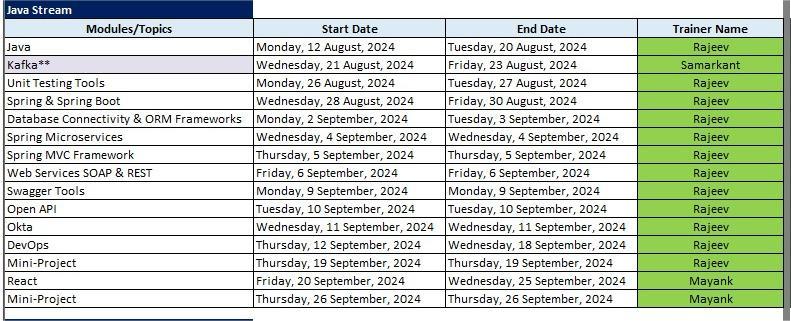 Java Stream
Modules/Topics Start Date End Date Trainer Name
Java Monday, 12 August, 2024 Tuesday, 20 August, 2024 Rajeev
Kafka** Wednesday, 21 August, 2024 Friday, 23 August, 2024 Samarkant
Unit Testing Tools Monday, 26 August, 2024 Tuesday, 27 August, 2024 Rajeev
Spring & Spring Boot Wednesday, 28 August, 2024 Friday, 30 August, 2024 Rajeev
Database Connectivity & ORM Frameworks Monday, 2 September, 2024 Tuesday, 3 September, 2024 Rajeev
Spring Microservices Wednesday, 4 September, 2024 Wednesday, 4 September, 2024 Rajeev
Spring MVC Framework Thursday, 5 September, 2024 Thursday, 5 September, 2024 Rajeev
Web Services SOAP & REST Friday, 6 September, 2024 Friday, 6 September, 2024 Rajeev
Swagger Tools Monday, 9 September, 2024 Monday, 9 September, 2024 Rajeev
Open API Tuesday, 10 September, 2024 Tuesday, 10 September, 2024 Rajeev
Okta Wednesday, 11 September, 2024 Wednesday, 11 September, 2024 Rajeev
DevOps Thursday, 12 September, 2024 Wednesday, 18 September, 2024 Rajeev
Mini-Project Thursday, 19 September, 2024 Thursday, 19 September, 2024 Rajeev
React Friday, 20 September, 2024 Wednesday, 25 September, 2024 Mayank
Mini-Project Thursday, 26 September, 2024 Thursday, 26 September, 2024 Mayank